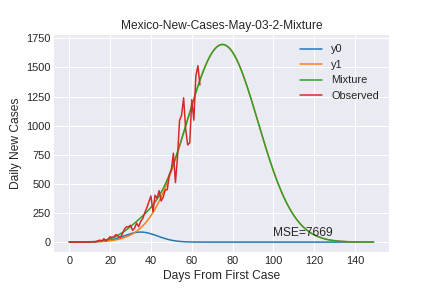 Mexico-New-Cases-May-03-2-Mixture
1750
1500
1250
1000
750
500
250
0
Daily New Cases
y0
y1
Mixture
Observed
MSE=7669
0 20 40 60 80 100 120 140
Days From First Case